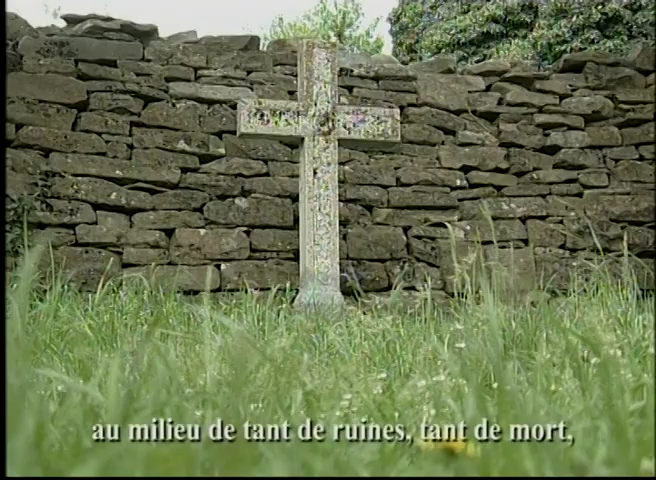 au milieu de tant de ruines, tant de mort,